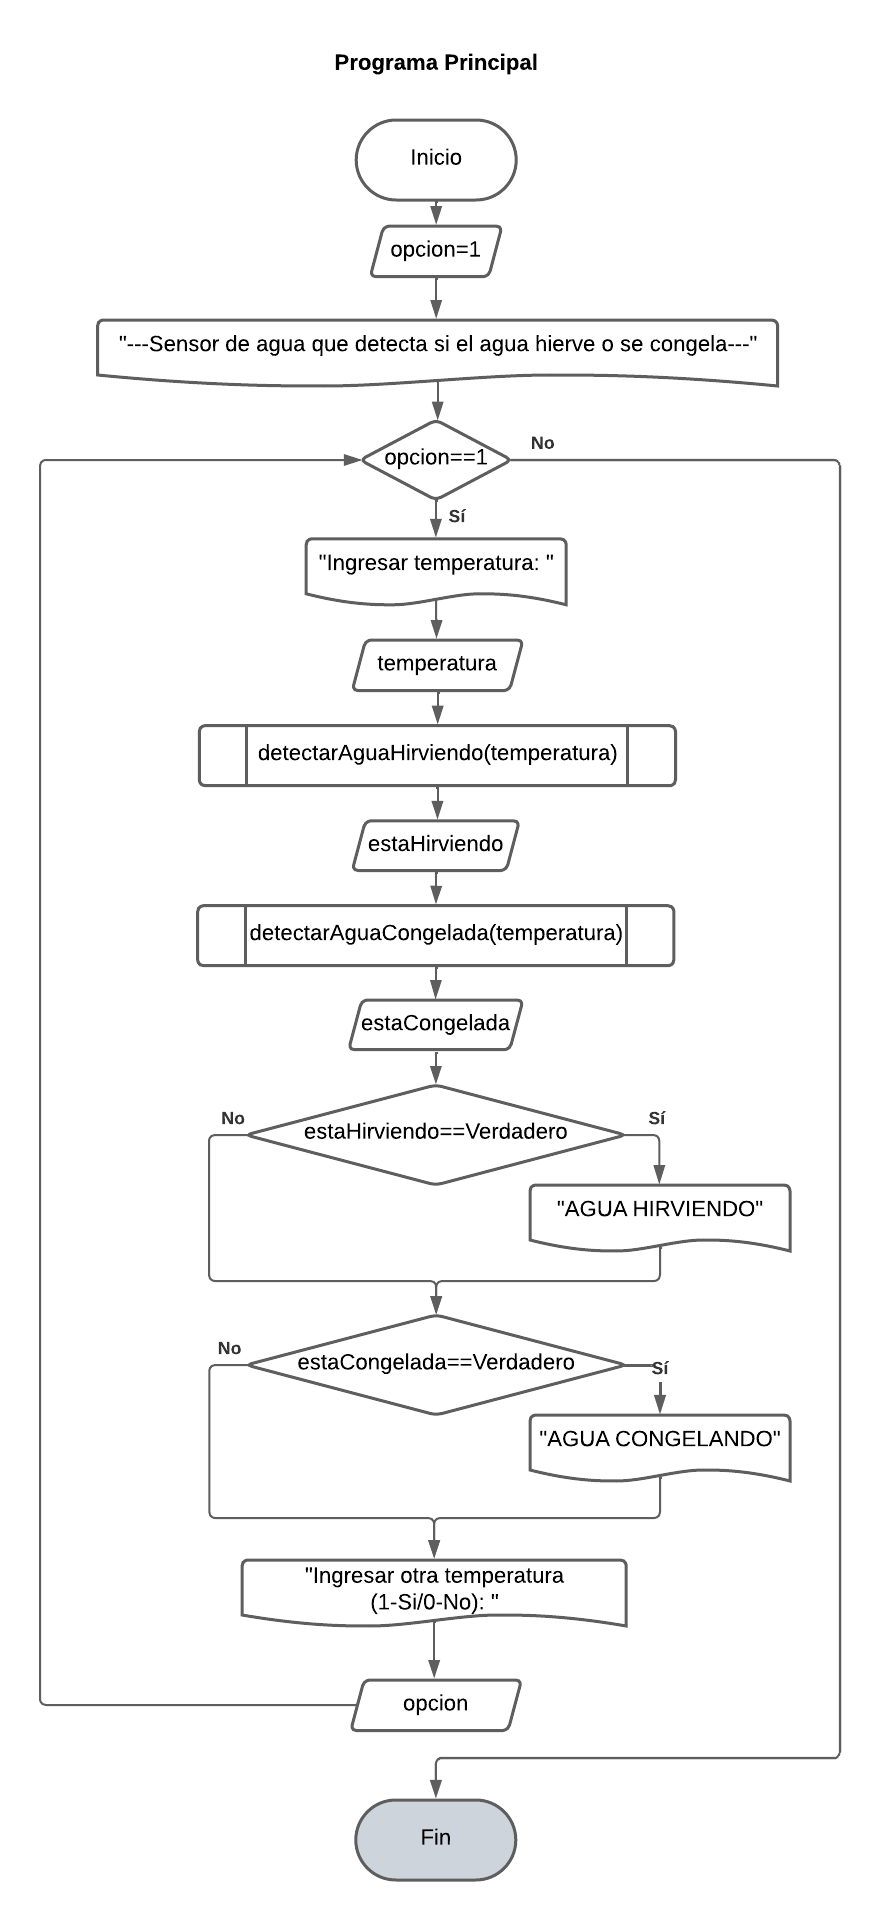 Programa Principal
Inicio
opcion=1
"---Sensor de agua que detecta si el agua hierve o se congela---"
opcion==1
No
Sí
"Ingresar temperatura: "
temperatura
detectarAguaHirviendo(temperatura)
estaHirviendo
detectarAguaCongelada(temperatura)
estaCongelada
No
estaHirviendo==Verdadero
Sí
"AGUA HIRVIENDO"
No
estaCongelada==Verdadero
Sí
"AGUA CONGELANDO"
"Ingresar otra temperatura
(1-Si/0-No): "
opcion
Fin